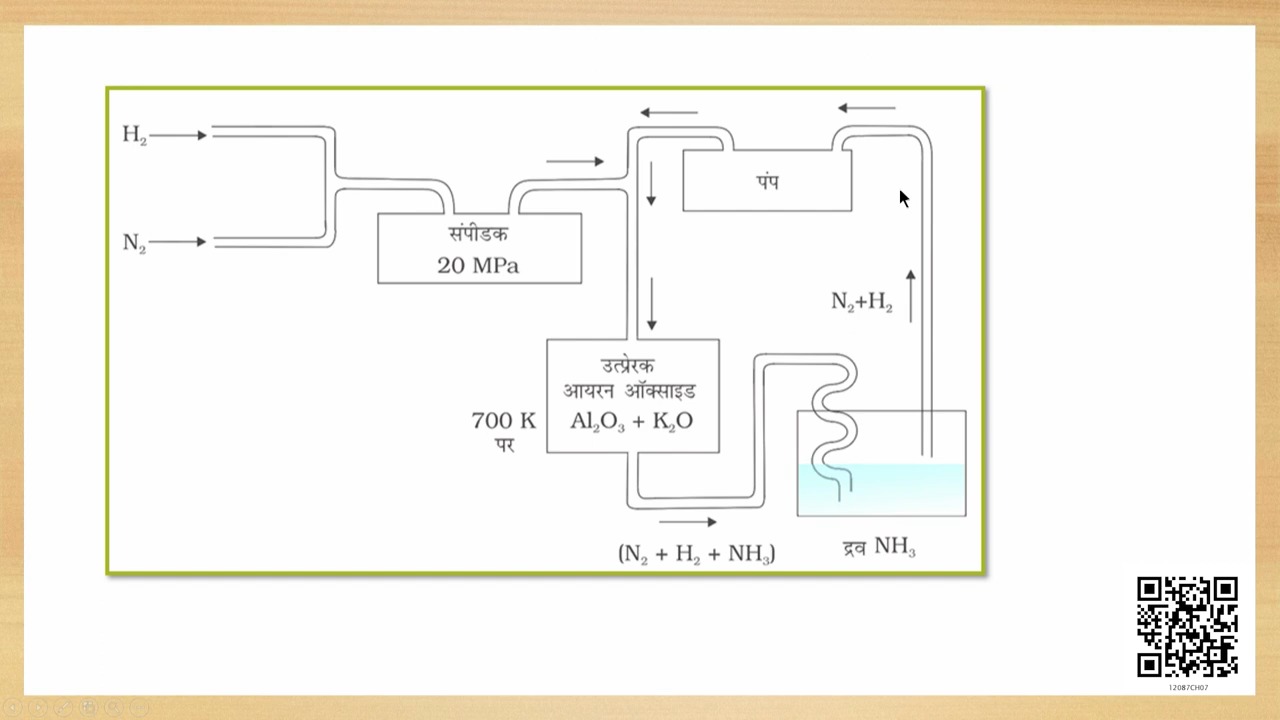 H₂
N₂
संपीडक
20 MPa
पंप
N₂+H₂
उत्प्रेरक
आयरन ऑक्साइड
Al₂O₃ + K₂O
700 K
पर
(N₂ + H₂ + NH₃)
द्रव NH₃
12087CH07